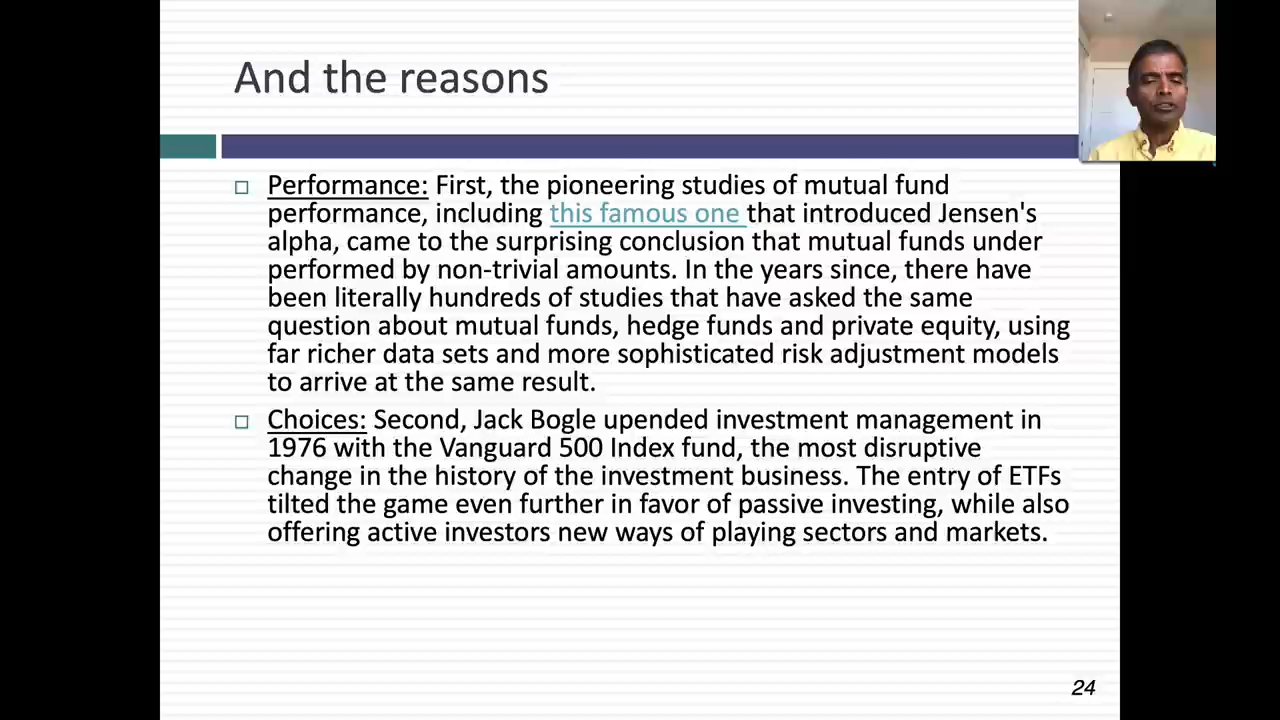 And the reasons
Performance: First, the pioneering studies of mutual fund
performance, including this famous one that introduced Jensen's
alpha, came to the surprising conclusion that mutual funds under
performed by non-trivial amounts. In the years since, there have
been literally hundreds of studies that have asked the same
question about mutual funds, hedge funds and private equity, using
far richer data sets and more sophisticated risk adjustment models
to arrive at the same result.
Choices: Second, Jack Bogle upended investment management in
1976 with the Vanguard 500 Index fund, the most disruptive
change in the history of the investment business. The entry of ETFs
tilted the game even further in favor of passive investing, while also
offering active investors new ways of playing sectors and markets.
24